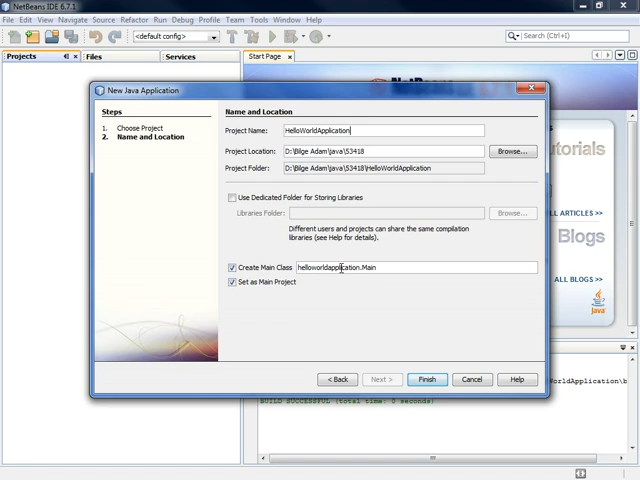 NetBeans IDE 6.7.1
File Edit View Navigate Source Refactor Run Debug Profile Team Tools Window Help
<default config>
Search (Ctrl+I)
Projects
Files
Services
Start Page
New Java Application
Steps
1. Choose Project
2. Name and Location
Name and Location
Project Name: HelloWorldApplication
Project Location: D:\Bilge Adam\java\53418 Browse...
Project Folder: D:\Bilge Adam\java\53418\HelloWorldApplication
Use Dedicated Folder for Storing Libraries
Libraries Folder: Browse...
Different users and projects can share the same compilation
libraries (see Help for details).
Create Main Class helloworldapplication.Main
Set as Main Project
< Back Next > Finish Cancel Help
NetBeans
torials
ALL ARTICLES >>
Blogs
ALL BLOGS >>
Java
orldApplication\b
BUILD SUCCESSFUL (total time: 0 seconds)